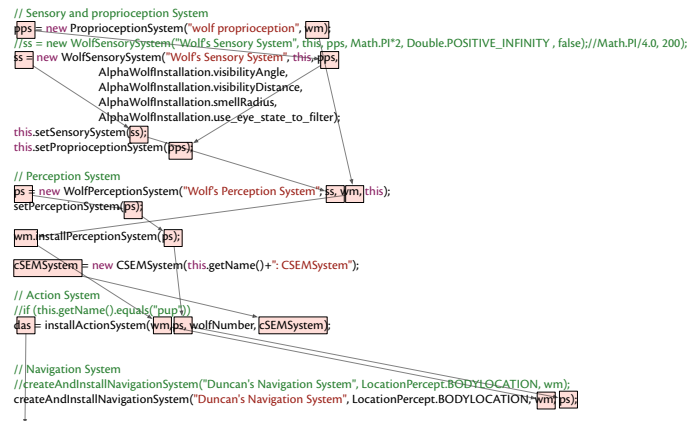 // Sensory and proprioception System
pps = new ProprioceptionSystem("wolf proprioception", wm);
//ss = new WolfSensorySystem("Wolf's Sensory System", this, pps, Math.PI*2, Double.POSITIVE_INFINITY , false);//Math.PI/4.0, 200);
ss = new WolfSensorySystem("Wolf's Sensory System", this, pps,
AlphaWolfInstallation.visibilityAngle,
AlphaWolfInstallation.visibilityDistance,
AlphaWolfInstallation.smellRadius,
AlphaWolfInstallation.use_eye_state_to_filter);
this.setSensorySystem(ss);
this.setProprioceptionSystem(pps);
// Perception System
ps = new WolfPerceptionSystem("Wolf's Perception System", ss, wm, this);
setPerceptionSystem(ps);
wm.installPerceptionSystem(ps);
cSEMSystem = new CSEMSystem(this.getName()+": CSEMSystem");
// Action System
//if (this.getName().equals("pup"))
das = installActionSystem(wm,ps, wolfNumber, cSEMSystem);
// Navigation System
//createAndInstallNavigationSystem("Duncan's Navigation System", LocationPercept.BODYLOCATION, wm);
createAndInstallNavigationSystem("Duncan's Navigation System", LocationPercept.BODYLOCATION, wm, ps);